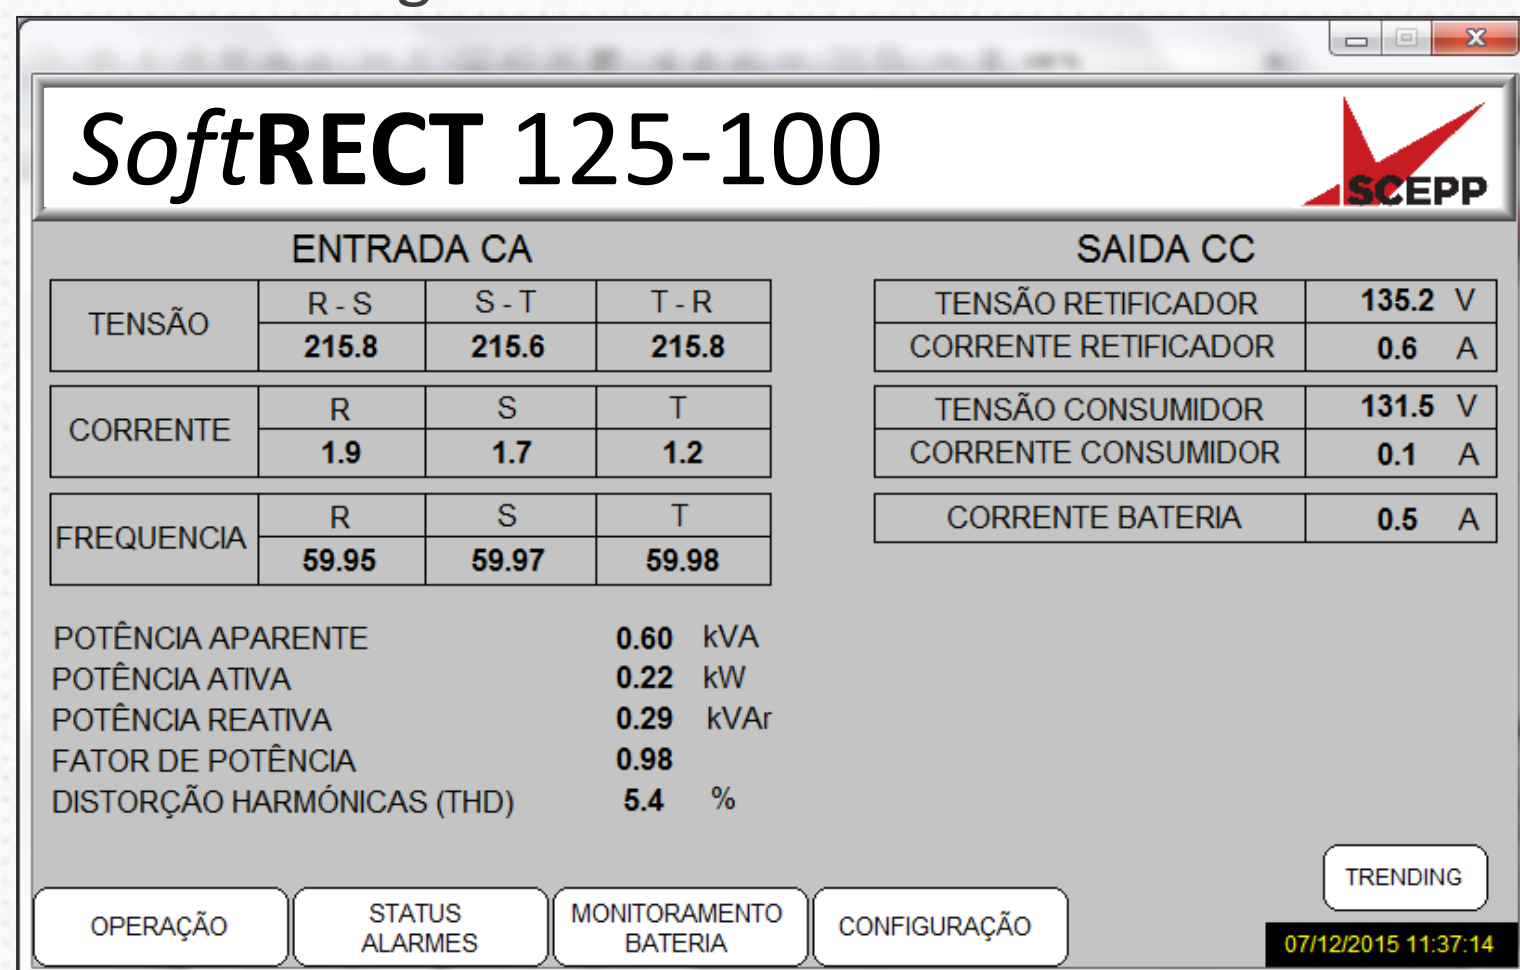 SoftRECT 125-100
SCEPP
ENTRADA CA
TENSÃO
R - S S - T T - R
215.8 215.6 215.8
CORRENTE
R S T
1.9 1.7 1.2
FREQUENCIA
R S T
59.95 59.97 59.98
POTÊNCIA APARENTE 0.60 kVA
POTÊNCIA ATIVA 0.22 kW
POTÊNCIA REATIVA 0.29 kVAr
FATOR DE POTÊNCIA 0.98
DISTORÇÃO HARMÓNICAS (THD) 5.4 %
SAIDA CC
TENSÃO RETIFICADOR 135.2 V
CORRENTE RETIFICADOR 0.6 A
TENSÃO CONSUMIDOR 131.5 V
CORRENTE CONSUMIDOR 0.1 A
CORRENTE BATERIA 0.5 A
TRENDING
OPERAÇÃO
STATUS
ALARMES
MONITORAMENTO
BATERIA
CONFIGURAÇÃO
07/12/2015 11:37:14